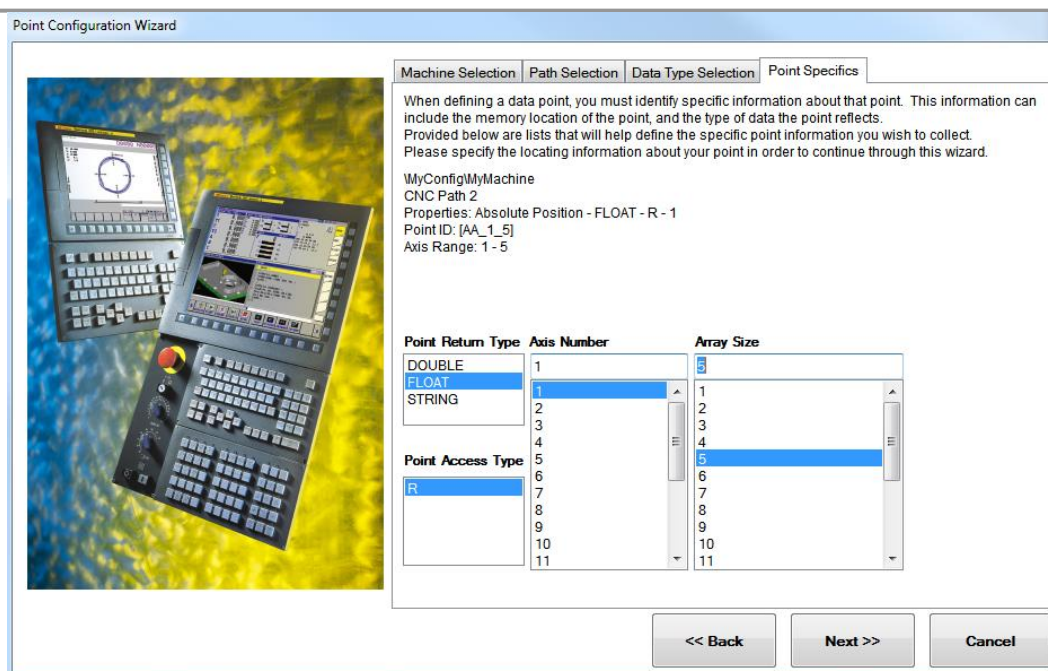 Point Configuration Wizard
Machine Selection Path Selection Data Type Selection Point Specifics
When defining a data point, you must identify specific information about that point. This information can
include the memory location of the point, and the type of data the point reflects.
Provided below are lists that will help define the specific point information you wish to collect.
Please specify the locating information about your point in order to continue through this wizard.
\MyConfig\MyMachine
CNC Path 2
Properties: Absolute Position - FLOAT - R - 1
Point ID: [AA_1_5]
Axis Range: 1 - 5
Point Return Type Axis Number Array Size
DOUBLE 1 5
FLOAT 1 1
STRING 2 2
3 3
4 4
Point Access Type 5 5
6 6
R 7 7
8 8
9 9
10 10
11 11
<< Back Next >> Cancel